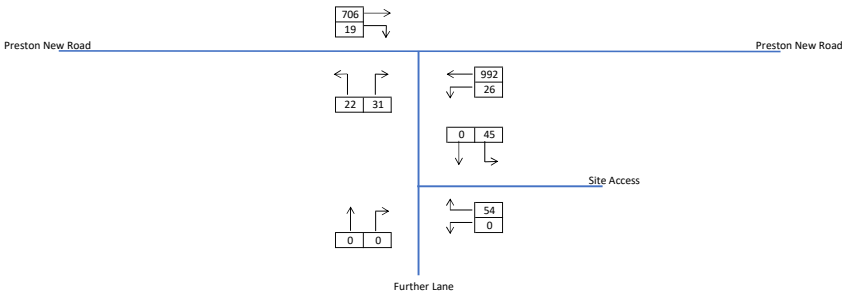 706
19
Preston New Road
Preston New Road
992
26
22 31
0 45
Site Access
54
0
0 0
Further Lane